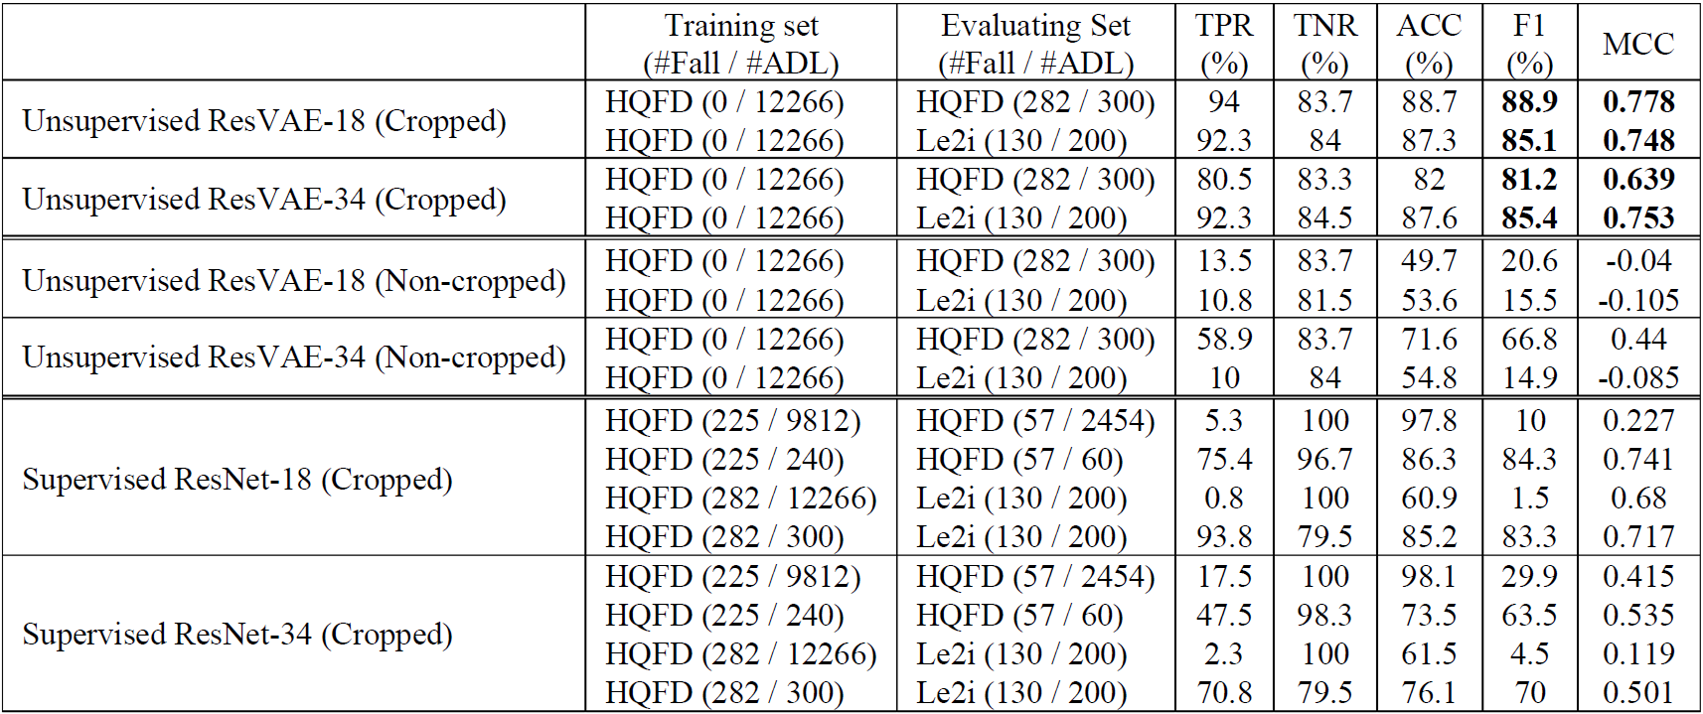 Training set Evaluating Set TPR TNR ACC F1 MCC
(#Fall / #ADL) (#Fall / #ADL) (%) (%) (%) (%)
Unsupervised ResVAE-18 (Cropped)
HQFD (0 / 12266) HQFD (282 / 300) 94 83.7 88.7 88.9 0.778
HQFD (0 / 12266) Le2i (130 / 200) 92.3 84 87.3 85.1 0.748
Unsupervised ResVAE-34 (Cropped)
HQFD (0 / 12266) HQFD (282 / 300) 80.5 83.3 82 81.2 0.639
HQFD (0 / 12266) Le2i (130 / 200) 92.3 84.5 87.6 85.4 0.753
Unsupervised ResVAE-18 (Non-cropped)
HQFD (0 / 12266) HQFD (282 / 300) 13.5 83.7 49.7 20.6 -0.04
HQFD (0 / 12266) Le2i (130 / 200) 10.8 81.5 53.6 15.5 -0.105
Unsupervised ResVAE-34 (Non-cropped)
HQFD (0 / 12266) HQFD (282 / 300) 58.9 83.7 71.6 66.8 0.44
HQFD (0 / 12266) Le2i (130 / 200) 10 84 54.8 14.9 -0.085
Supervised ResNet-18 (Cropped)
HQFD (225 / 9812) HQFD (57 / 2454) 5.3 100 97.8 10 0.227
HQFD (225 / 240) HQFD (57 / 60) 75.4 96.7 86.3 84.3 0.741
HQFD (282 / 12266) Le2i (130 / 200) 0.8 100 60.9 1.5 0.68
HQFD (282 / 300) Le2i (130 / 200) 93.8 79.5 85.2 83.3 0.717
Supervised ResNet-34 (Cropped)
HQFD (225 / 9812) HQFD (57 / 2454) 17.5 100 98.1 29.9 0.415
HQFD (225 / 240) HQFD (57 / 60) 47.5 98.3 73.5 63.5 0.535
HQFD (282 / 12266) Le2i (130 / 200) 2.3 100 61.5 4.5 0.119
HQFD (282 / 300) Le2i (130 / 200) 70.8 79.5 76.1 70 0.501